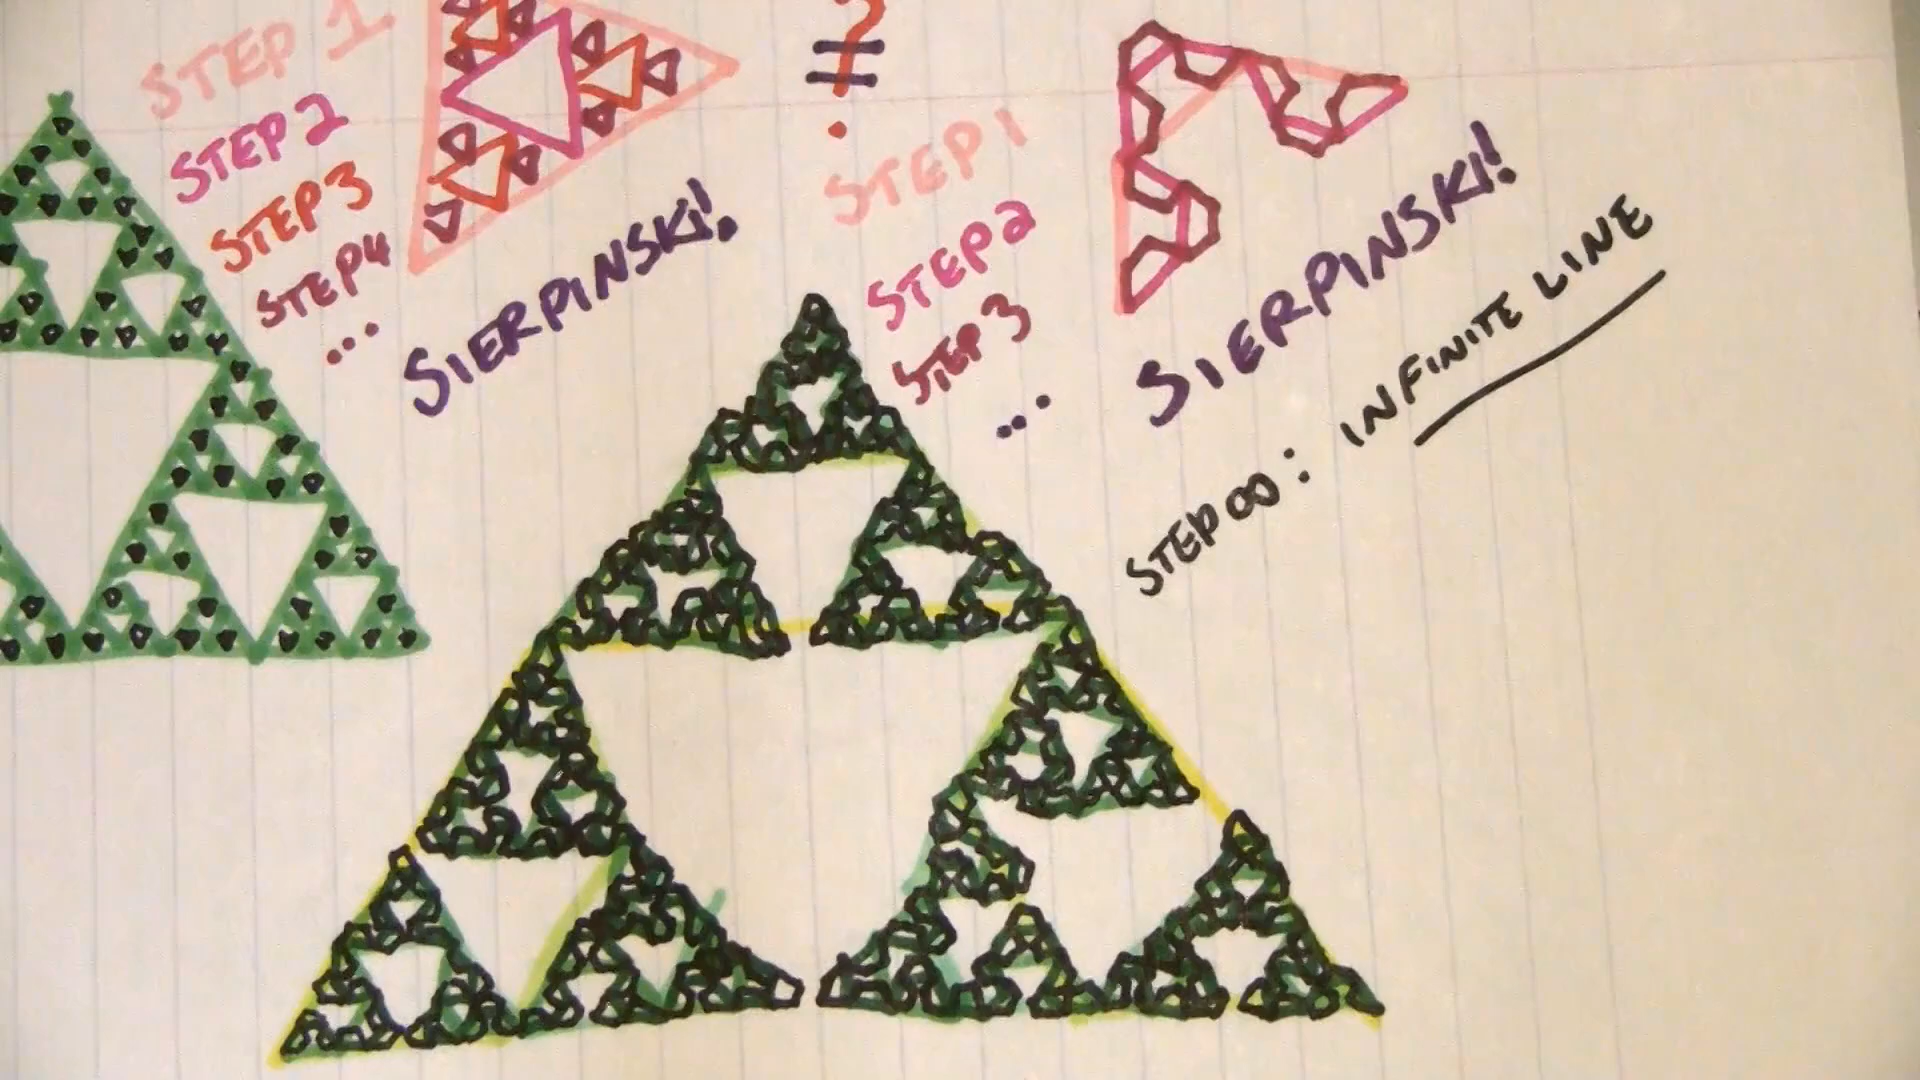 STEP 1
STEP 2
STEP 3
STEP 4
...
SIERPINSKI!
?
=
STEP 1
STEP 2
STEP 3
...
SIERPINSKI!
STEP ∞: INFINITE LINE